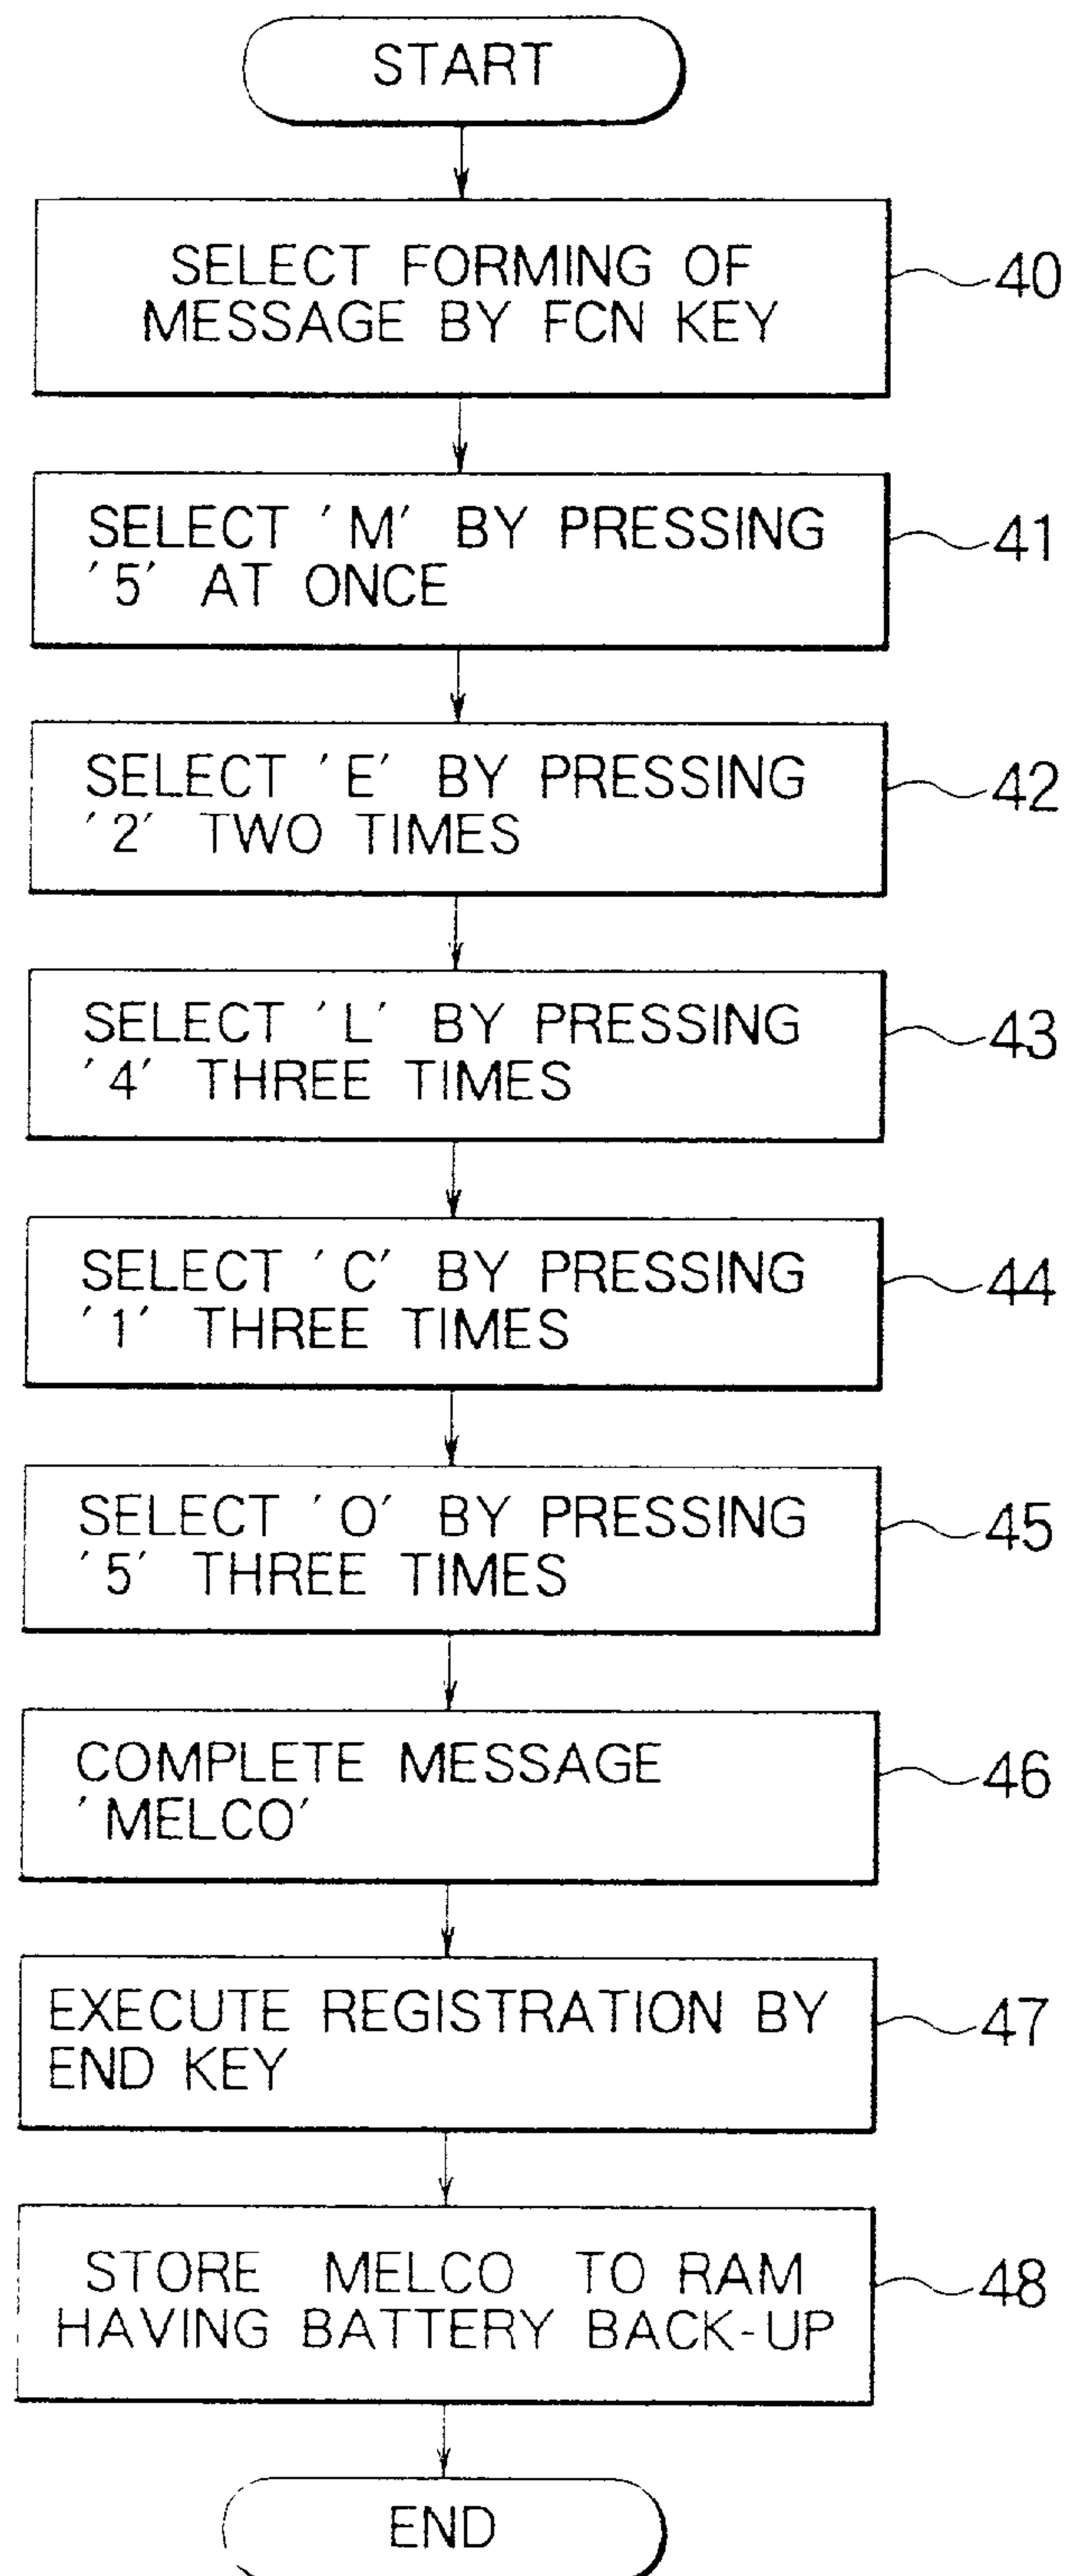 START
SELECT FORMING OF
MESSAGE BY FCN KEY
40
SELECT 'M' BY PRESSING
'5' AT ONCE
41
SELECT 'E' BY PRESSING
'2' TWO TIMES
42
SELECT 'L' BY PRESSING
'4' THREE TIMES
43
SELECT 'C' BY PRESSING
'1' THREE TIMES
44
SELECT 'O' BY PRESSING
'5' THREE TIMES
45
COMPLETE MESSAGE
'MELCO'
46
EXECUTE REGISTRATION BY
END KEY
47
STORE MELCO TO RAM
HAVING BATTERY BACK-UP
48
END